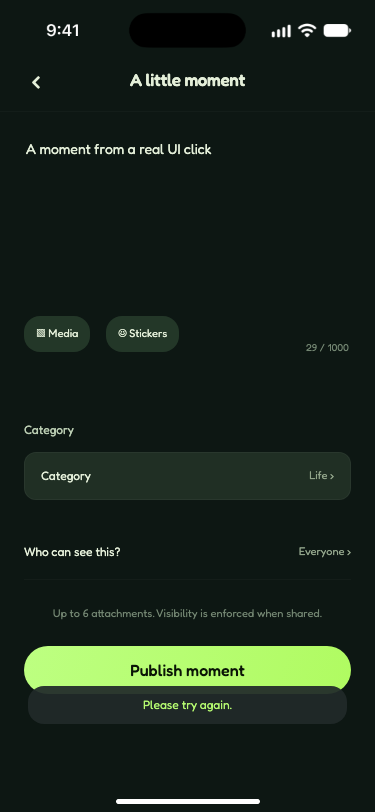 9:41
A little moment
A moment from a real UI click
Media
Stickers
29 / 1000
Category
Category
Life ›
Who can see this?
Everyone ›
Up to 6 attachments. Visibility is enforced when shared.
Publish moment
Please try again.